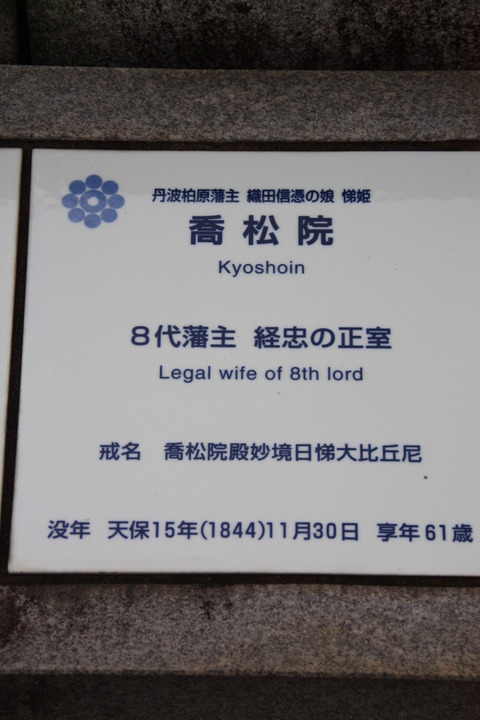 丹波柏原藩主 織田信憑の娘 悌姫
喬松院
Kyoshoin
8代藩主 経忠の正室
Legal wife of 8th lord
戒名 喬松院殿妙境日悌大比丘尼
没年 天保15年(1844)11月30日 享年61歳